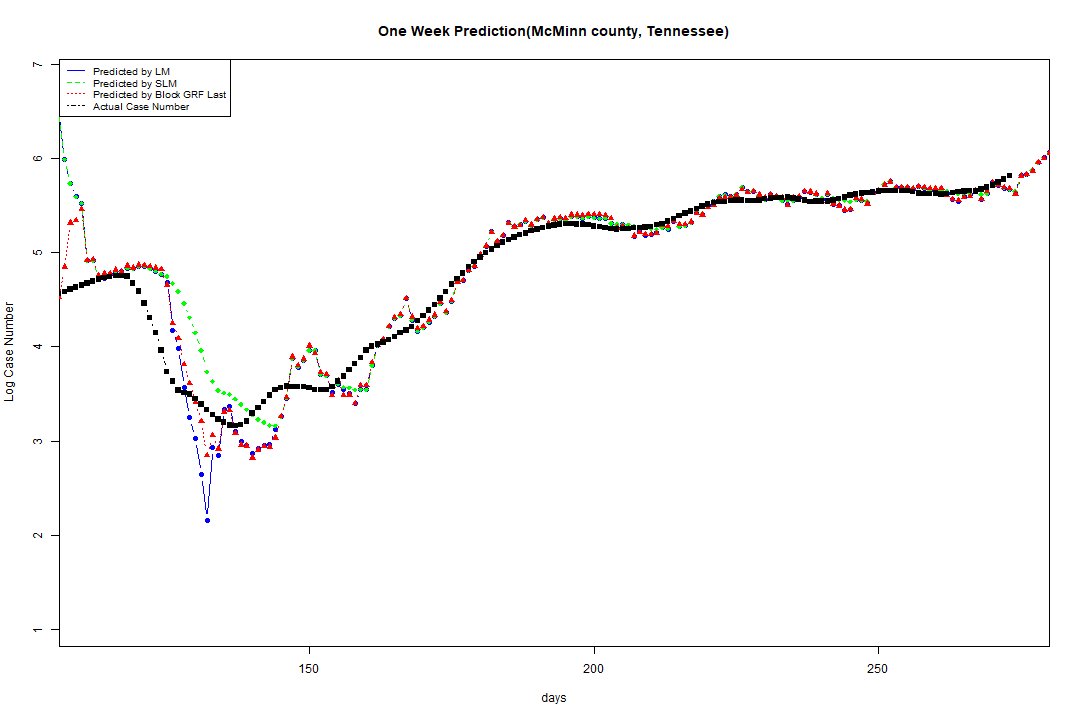 One Week Prediction(McMinn county, Tennessee)
7
Predicted by LM
Predicted by SLM
Predicted by Block GRF Last
Actual Case Number
6
5
4
3
2
1
Log Case Number
150 200 250
days